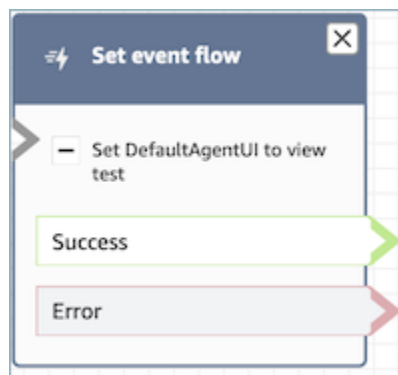 Set event flow
Set DefaultAgentUI to view
test
Success
Error